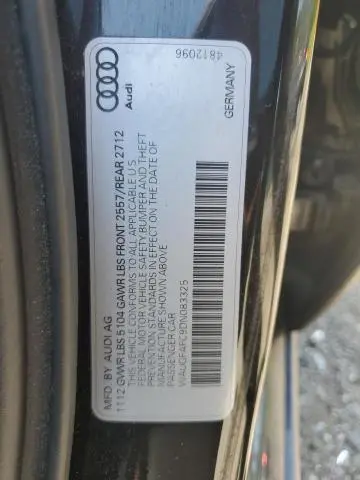 MFD. BY AUDI AG
1112 GVWR LBS 5104 GAWR LBS FRONT 2557/REAR 2712
THIS VEHICLE CONFORMS TO ALL APPLICABLE U S
FEDERAL MOTOR VEHICLE SAFETY, BUMPER AND THEFT
PREVENTION STANDARDS IN EFFECT ON THE DATE OF
MANUFACTURE SHOWN ABOVE
PASSENGER CAR
WAUGFAFC9DN083325
Audi
GERMANY
4812096